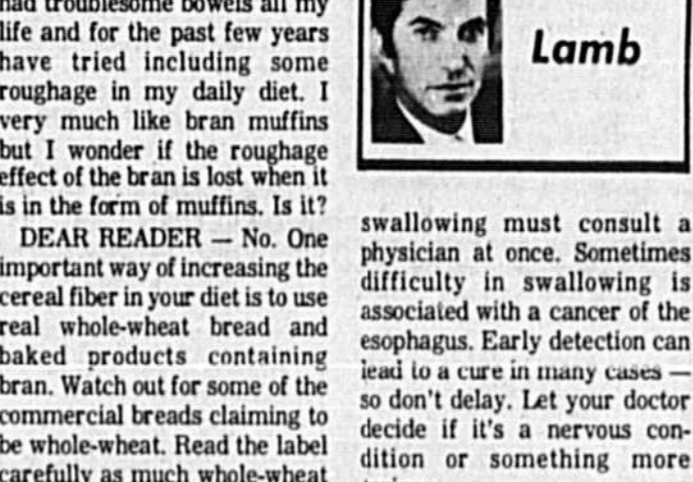 had troublesome bowels all my
life and for the past few years
have tried including some
roughage in my daily diet. I
very much like bran muffins
but I wonder if the roughage
effect of the bran is lost when it
is in the form of muffins. Is it?
DEAR READER — No. One
important way of increasing the
cereal fiber in your diet is to use
real whole-wheat bread and
baked products containing
bran. Watch out for some of the
commercial breads claiming to
be whole-wheat. Read the label
carefully as much whole-wheat
Lamb
swallowing must consult a
physician at once. Sometimes
difficulty in swallowing is
associated with a cancer of the
esophagus. Early detection can
lead to a cure in many cases —
so don't delay. Let your doctor
decide if it's a nervous con-
dition or something more